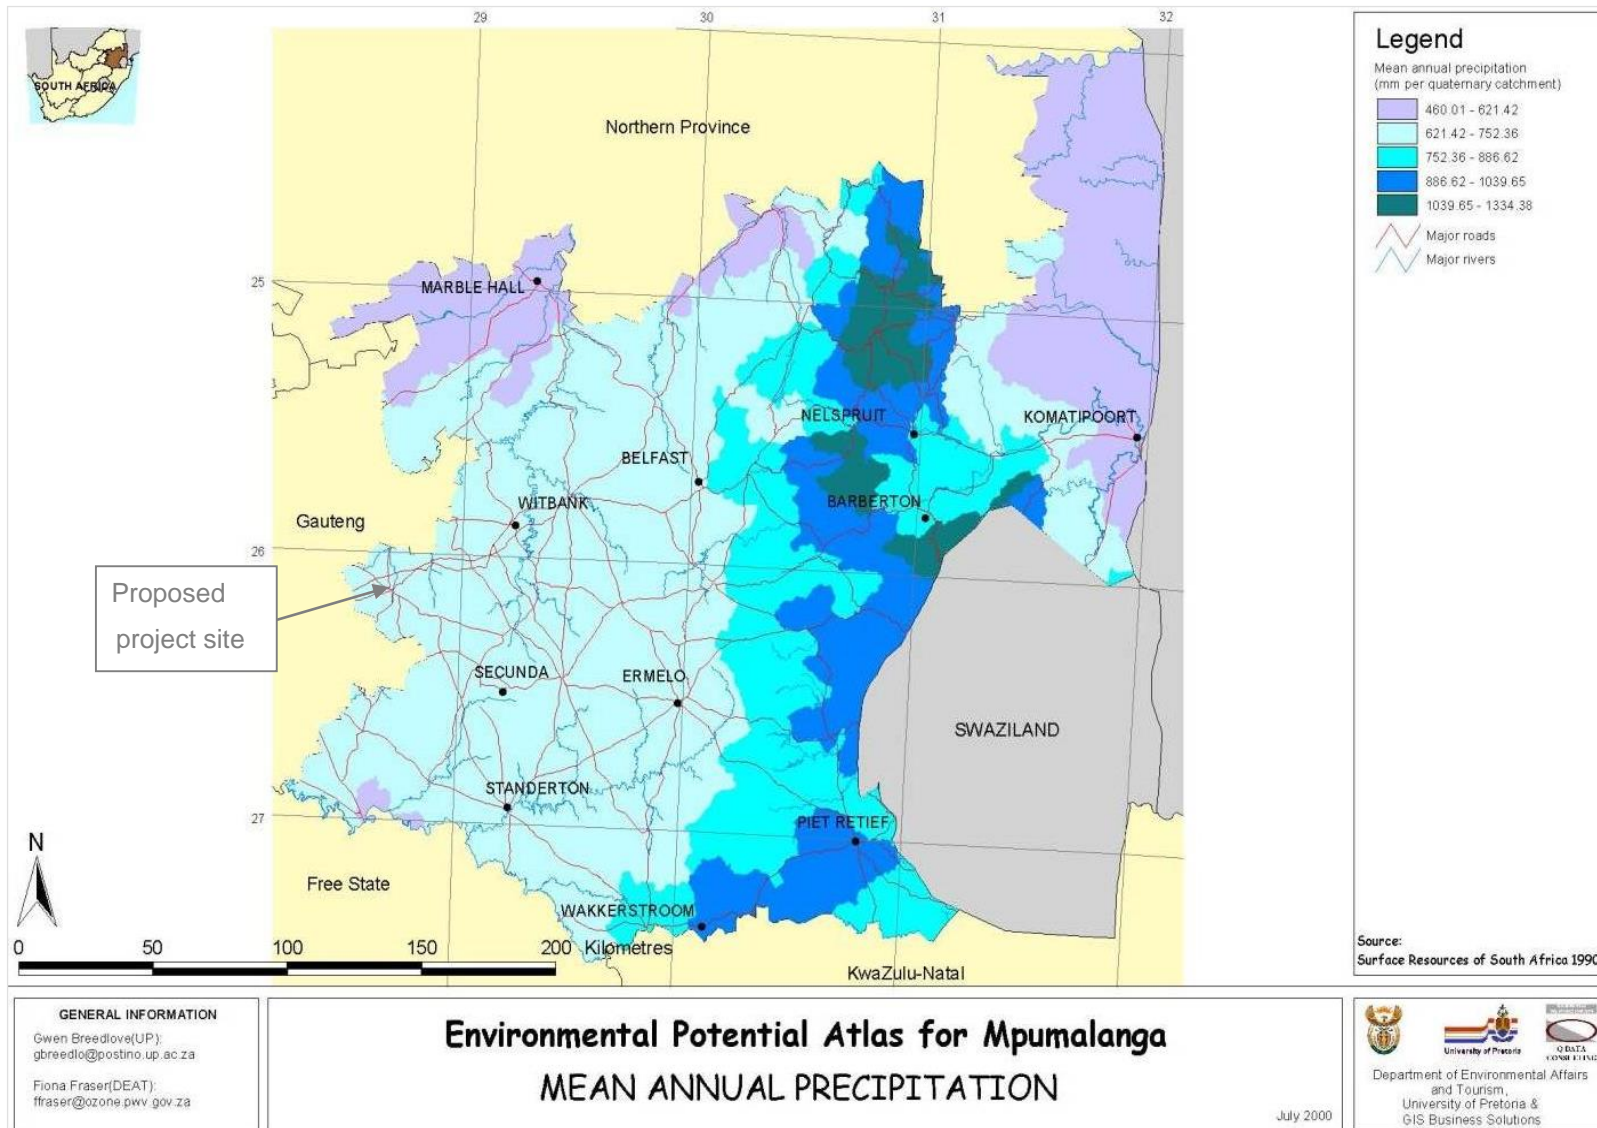 29
30
31
32
SOUTH AFRICA
Northern Province
25
MARBLE HALL
NELSPRUIT
KOMATIPOORT
BELFAST
WITBANK
BARBERTON
Gauteng
26
Proposed
project site
SECUNDA
ERMELO
SWAZILAND
STANDERTON
27
PIET RETIEF
N
Free State
WAKKERSTROOM
0 50 100 150 200 Kilometres
KwaZulu-Natal
Legend
Mean annual precipitation
(mm per quaternary catchment)
460.01 - 621.42
621.42 - 752.36
752.36 - 886.62
886.62 - 1039.65
1039.65 - 1334.38
Major roads
Major rivers
Source:
Surface Resources of South Africa 1990
GENERAL INFORMATION
Gwen Breedlove(UP):
gbreedlo@postino.up.ac.za
Fiona Fraser(DEAT):
ffraser@ozone.pwv.gov.za
Environmental Potential Atlas for Mpumalanga
MEAN ANNUAL PRECIPITATION
July 2000
University of Pretoria
Q DATA
CONSULTING
Department of Environmental Affairs
and Tourism,
University of Pretoria &
GIS Business Solutions